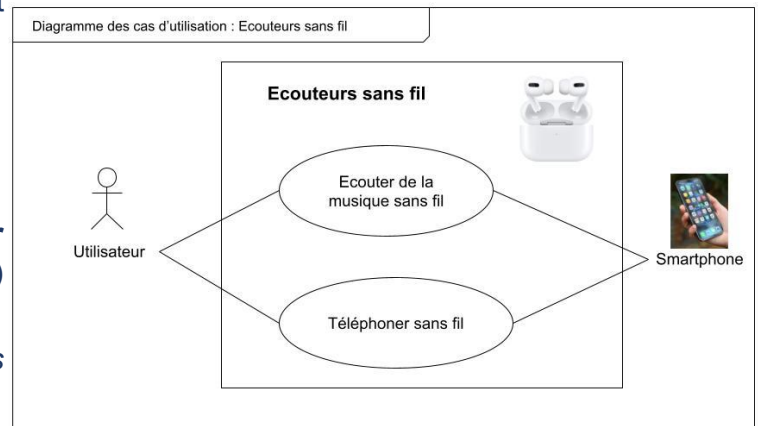 Diagramme des cas d'utilisation : Ecouteurs sans fil
Ecouteurs sans fil
Ecouter de la
musique sans fil
Utilisateur
Smartphone
Téléphoner sans fil